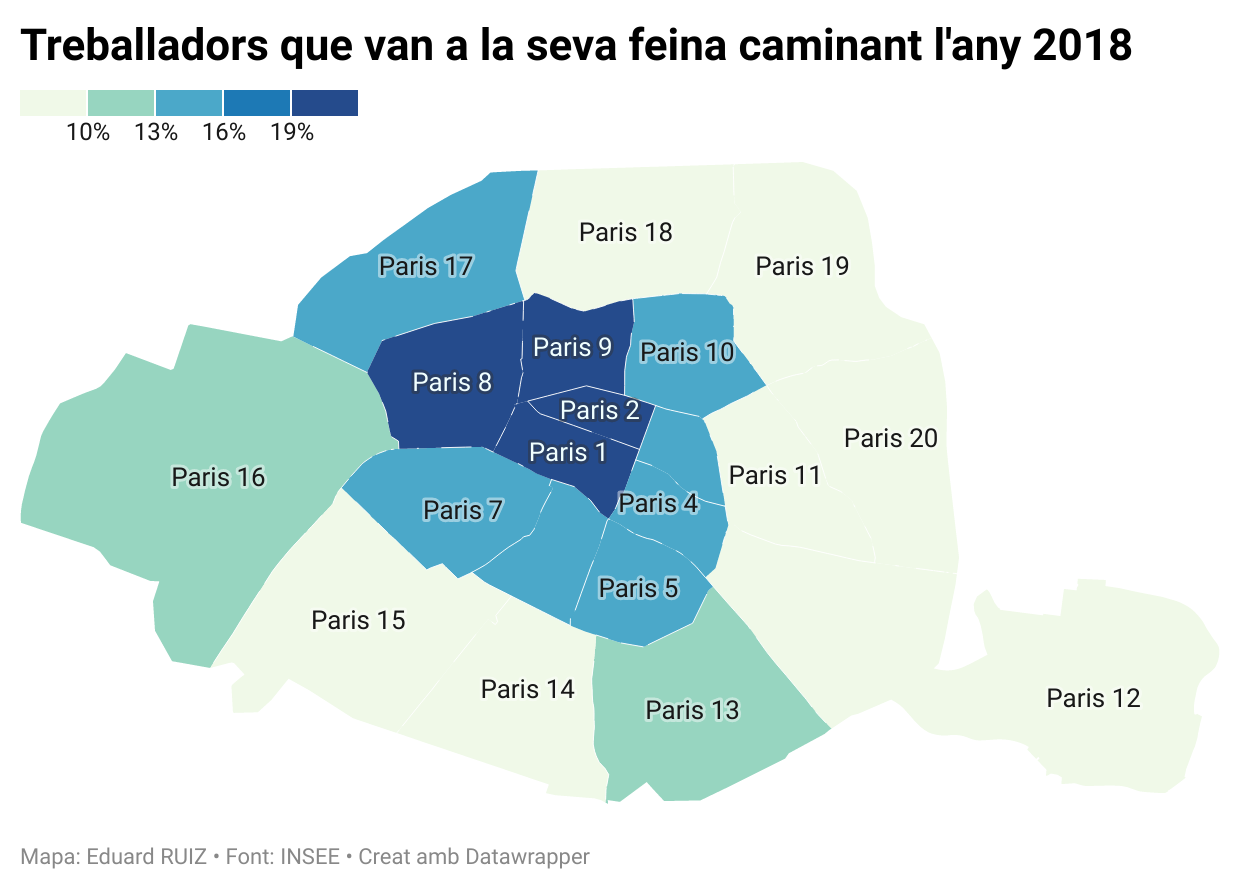 Treballadors que van a la seva feina caminant l'any 2018
10% 13% 16% 19%
Paris 18
Paris 17
Paris 19
Paris 9
Paris 10
Paris 8
Paris 2
Paris 20
Paris 1
Paris 16
Paris 11
Paris 4
Paris 7
Paris 5
Paris 15
Paris 14
Paris 12
Paris 13
Mapa: Eduard RUIZ • Font: INSEE • Creat amb Datawrapper